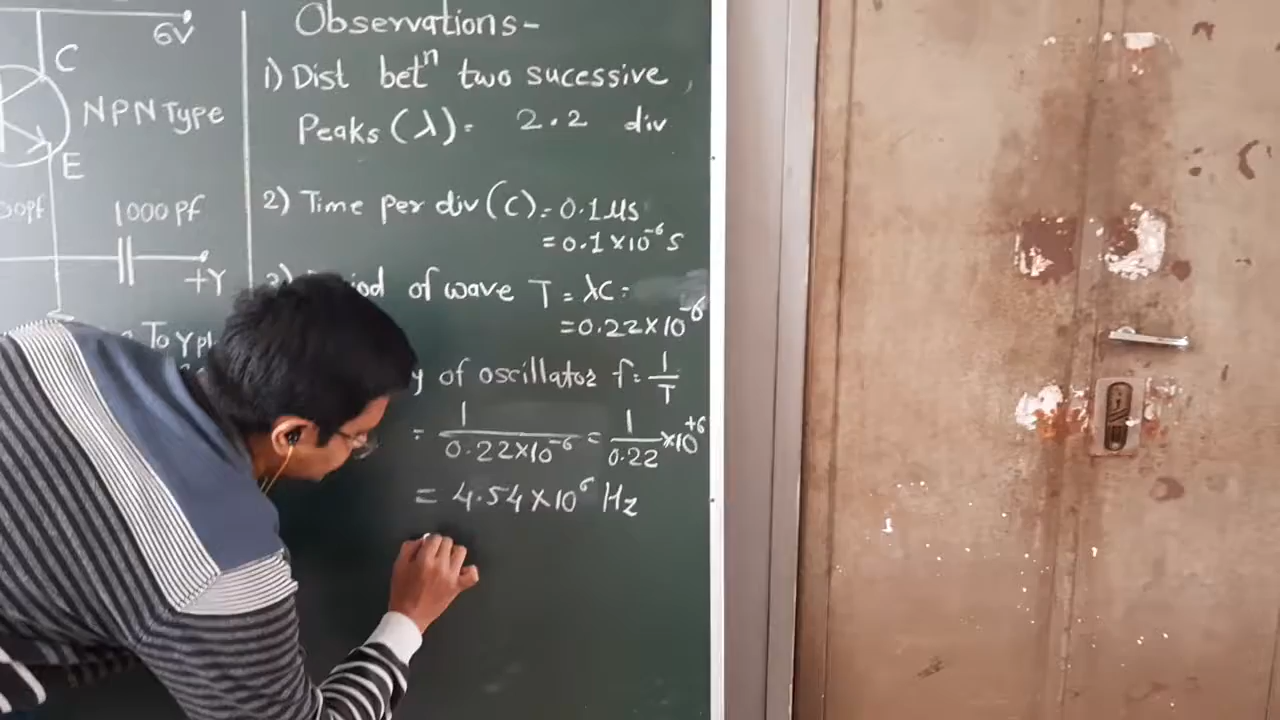 6V
C
NPN Type
E
1000 pf
+Y
To Y
Observations-
1) Dist betⁿ two sucessive
Peaks (λ) = 2.2 div
2) Time per div (C) = 0.1 μs
= 0.1 × 10⁻⁶ s
of wave T = λC =
= 0.22 × 10⁻⁶
of oscillator f = 1/T
= 1/0.22×10⁻⁶ = 1/0.22 × 10⁺⁶
= 4.54 × 10⁶ Hz